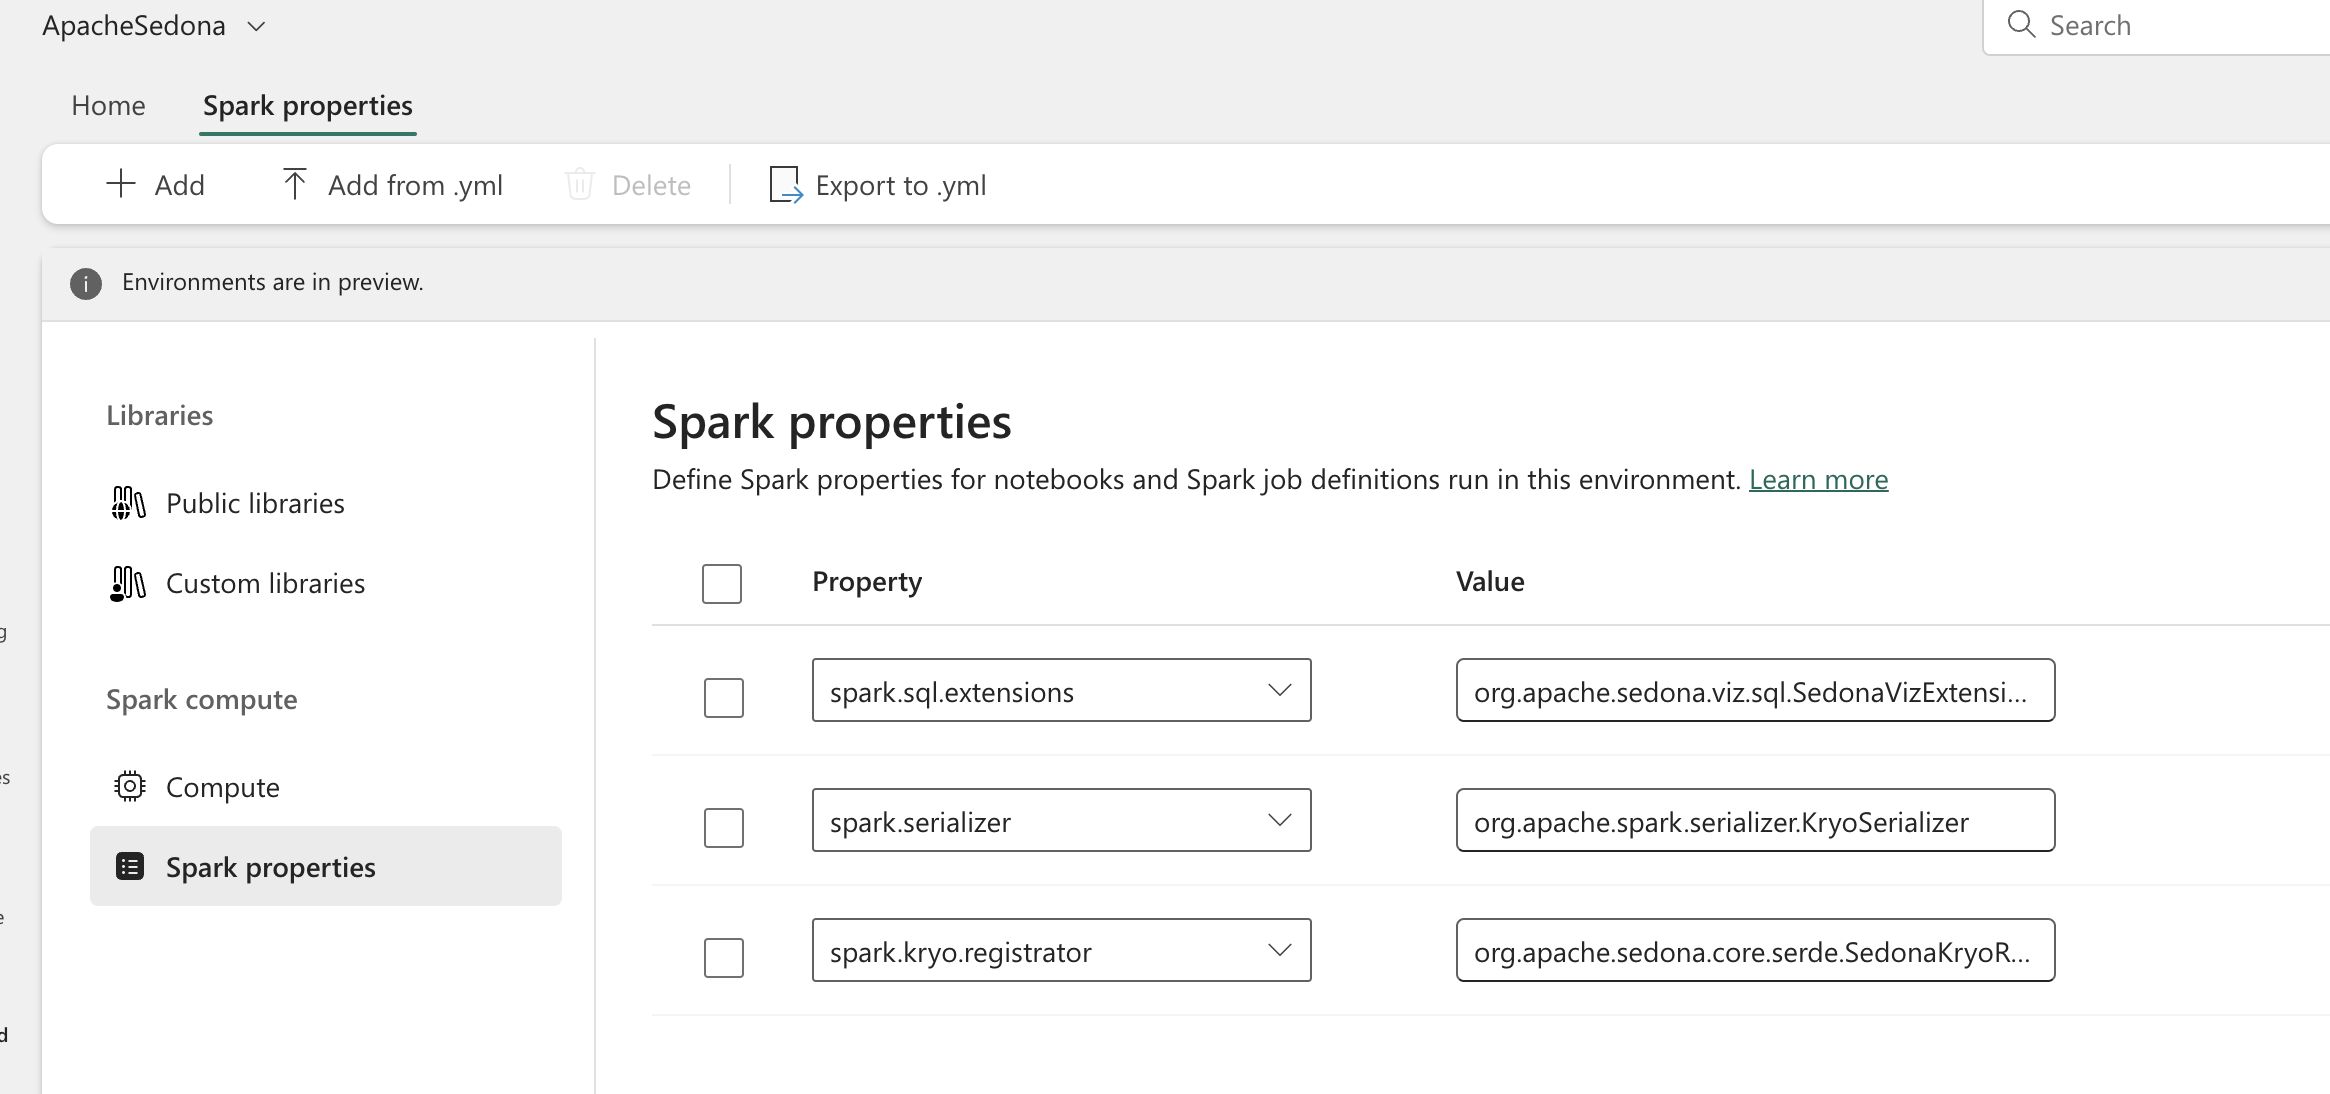 ApacheSedona
Search
Home Spark properties
Add Add from .yml Delete Export to .yml
Environments are in preview.
Libraries
Public libraries
Custom libraries
Spark compute
Compute
Spark properties
Spark properties
Define Spark properties for notebooks and Spark job definitions run in this environment. Learn more
Property Value
spark.sql.extensions org.apache.sedona.viz.sql.SedonaVizExtensi...
spark.serializer org.apache.spark.serializer.KryoSerializer
spark.kryo.registrator org.apache.sedona.core.serde.SedonaKryoR...